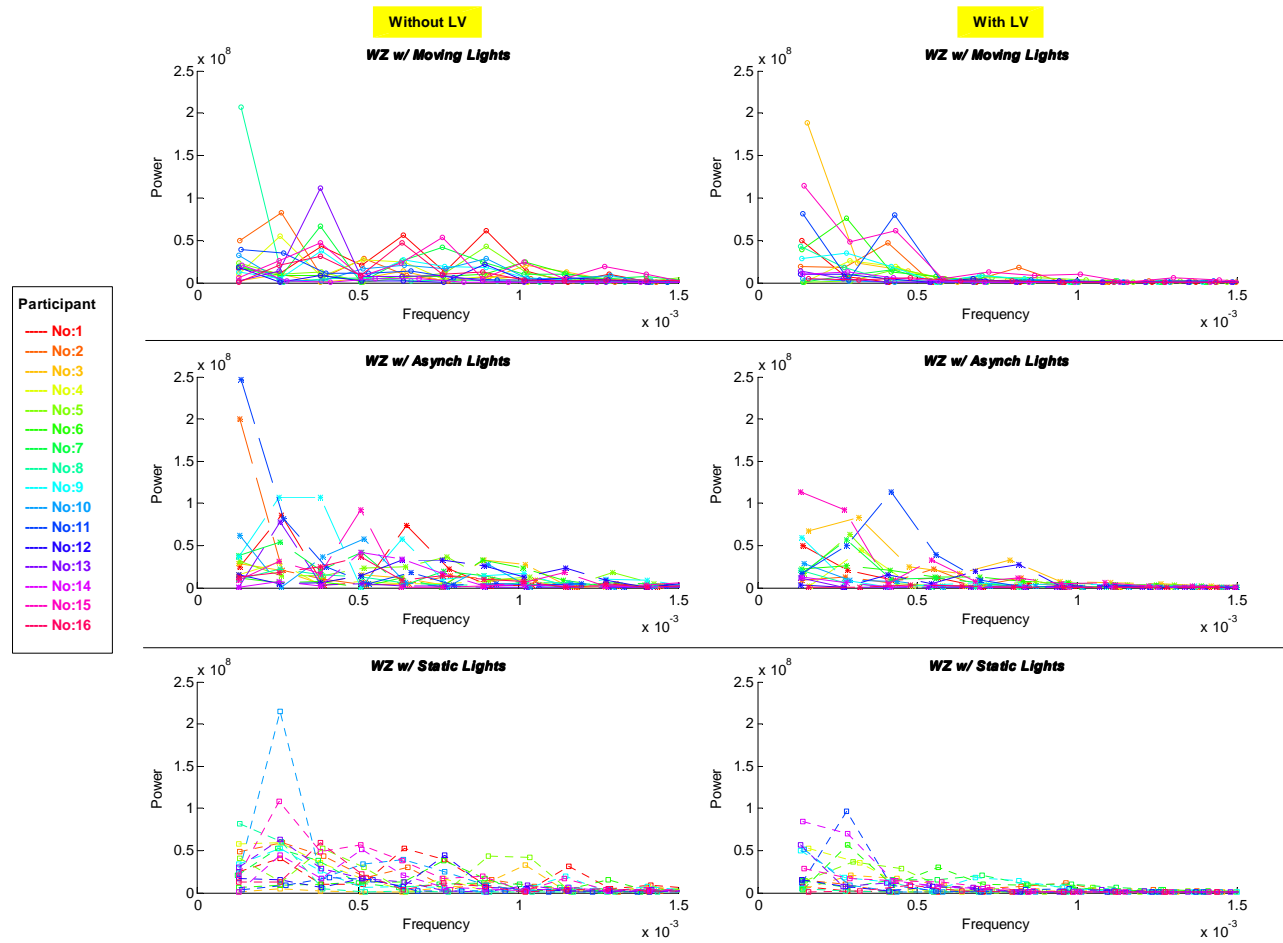 Without LV
With LV
x 10^8
WZ w/ Moving Lights
2.5
2
1.5
1
0.5
0
Power
0
0.5
1
1.5
Frequency
x 10^-3
x 10^8
WZ w/ Moving Lights
2.5
2
1.5
1
0.5
0
Power
0
0.5
1
1.5
Frequency
x 10^-3
Participant
----- No:1
----- No:2
----- No:3
----- No:4
----- No:5
----- No:6
----- No:7
----- No:8
----- No:9
----- No:10
----- No:11
----- No:12
----- No:13
----- No:14
----- No:15
----- No:16
x 10^8
WZ w/ Asynch Lights
2.5
2
1.5
1
0.5
0
Power
0
0.5
1
1.5
Frequency
x 10^-3
x 10^8
WZ w/ Asynch Lights
2.5
2
1.5
1
0.5
0
Power
0
0.5
1
1.5
Frequency
x 10^-3
x 10^8
WZ w/ Static Lights
2.5
2
1.5
1
0.5
0
Power
0
0.5
1
1.5
Frequency
x 10^-3
x 10^8
WZ w/ Static Lights
2.5
2
1.5
1
0.5
0
Power
0
0.5
1
1.5
Frequency
x 10^-3